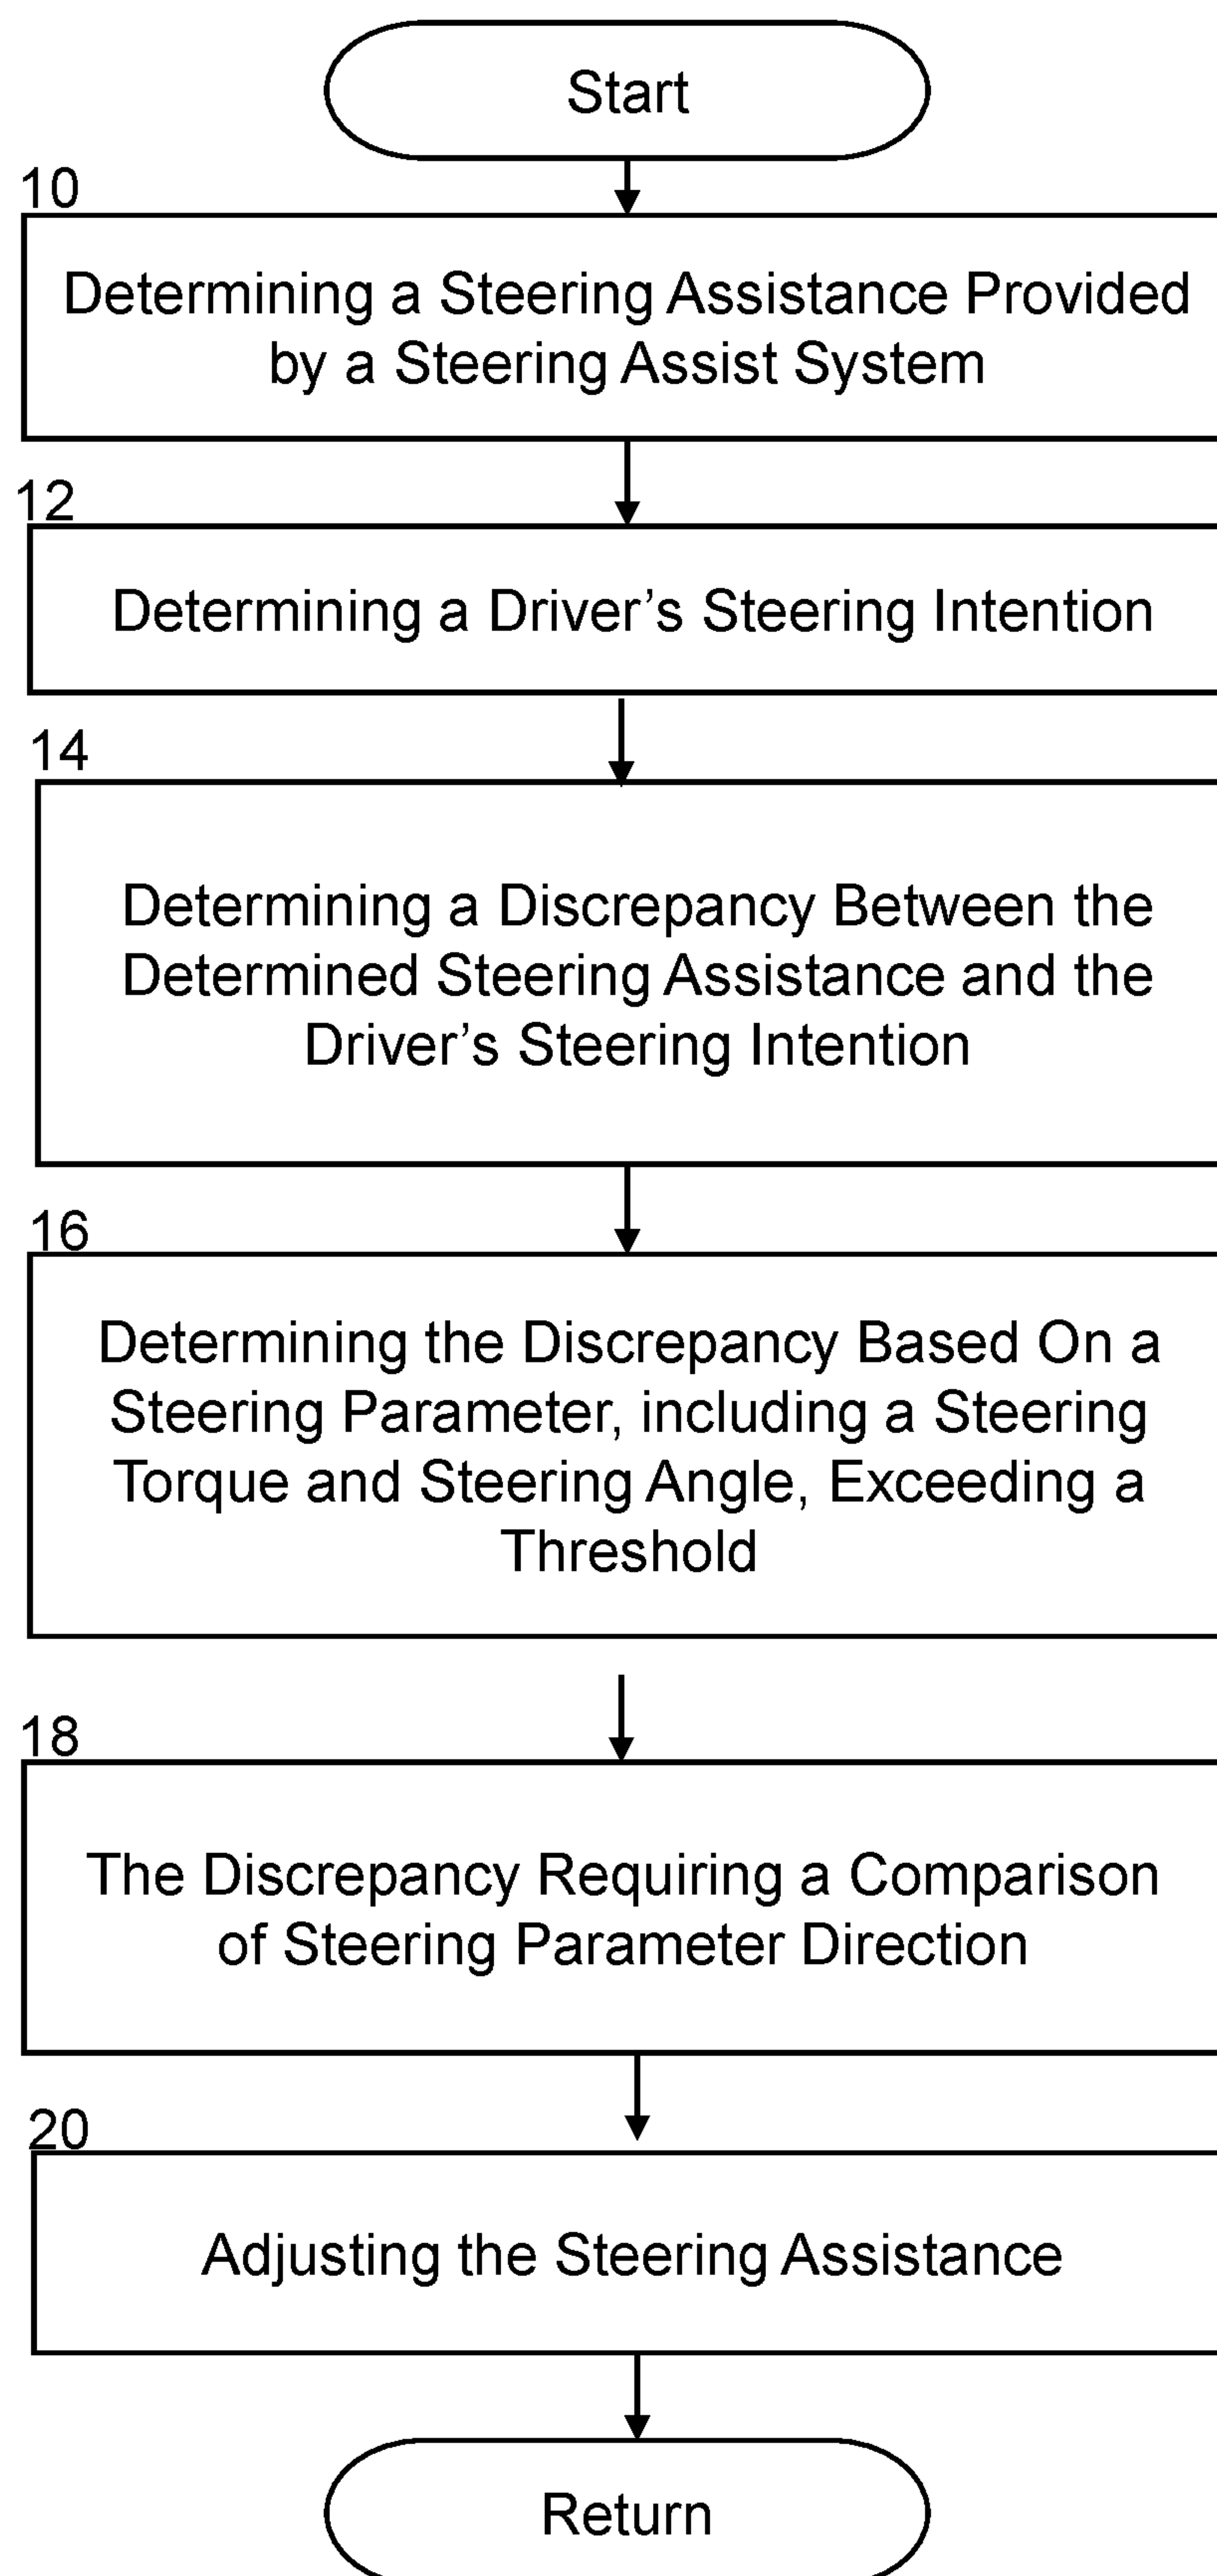 Start
10
Determining a Steering Assistance Provided
by a Steering Assist System
12
Determining a Driver’s Steering Intention
14
Determining a Discrepancy Between the
Determined Steering Assistance and the
Driver’s Steering Intention
16
Determining the Discrepancy Based On a
Steering Parameter, including a Steering
Torque and Steering Angle, Exceeding a
Threshold
18
The Discrepancy Requiring a Comparison
of Steering Parameter Direction
20
Adjusting the Steering Assistance
Return